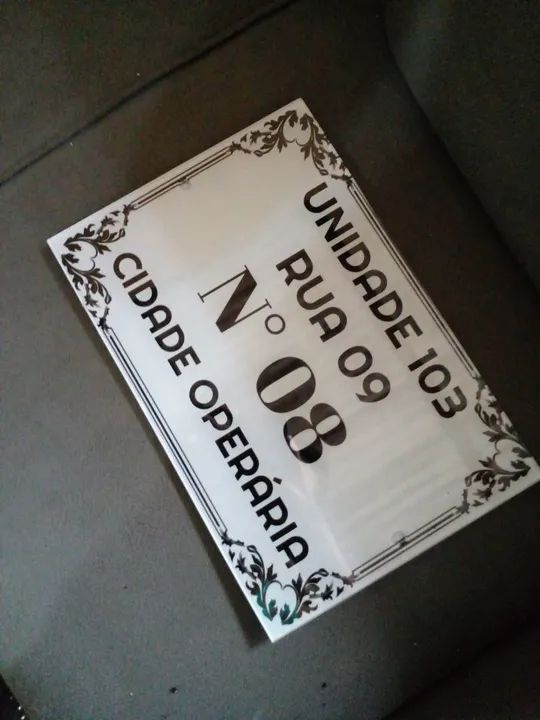 UNIDADE 103
RUA 09
Nº 08
CIDADE OPERÁRIA